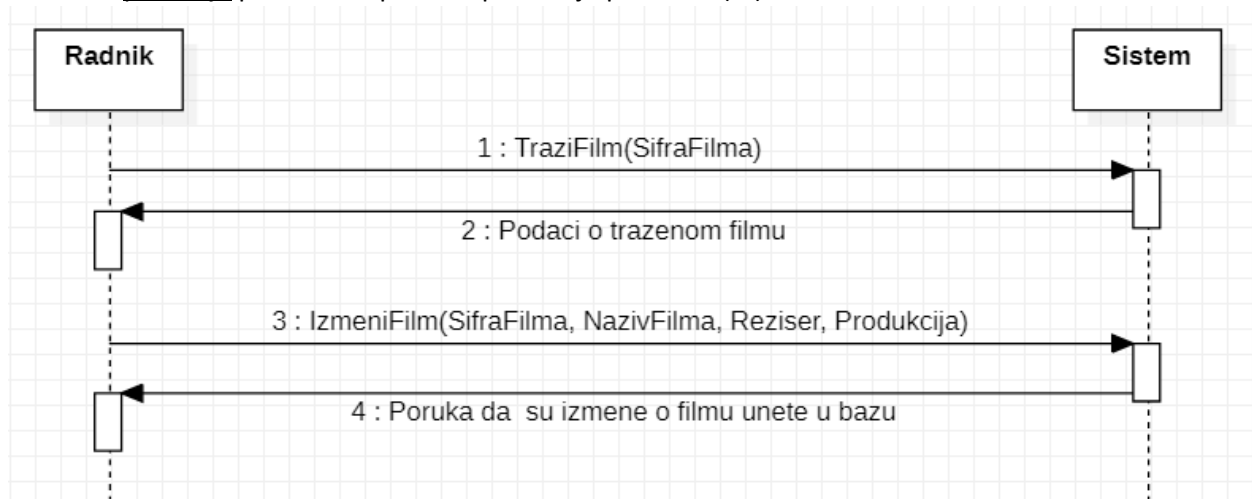 Radnik
Sistem
1 : TraziFilm(SifraFilma)
2 : Podaci o trazenom filmu
3 : IzmeniFilm(SifraFilma, NazivFilma, Reziser, Produkcija)
4 : Poruka da  su izmene o filmu unete u bazu